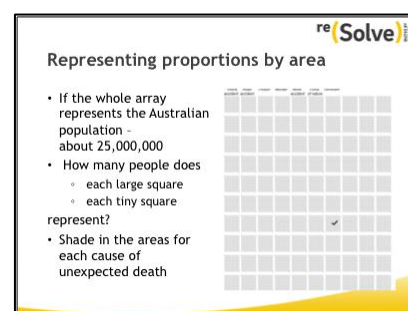 re(Solve)
Representing proportions by area
• If the whole array
represents the Australian
population –
about 25,000,000
• How many people does
◦ each large square
◦ each tiny square
represent?
• Shade in the areas for
each cause of
unexpected death